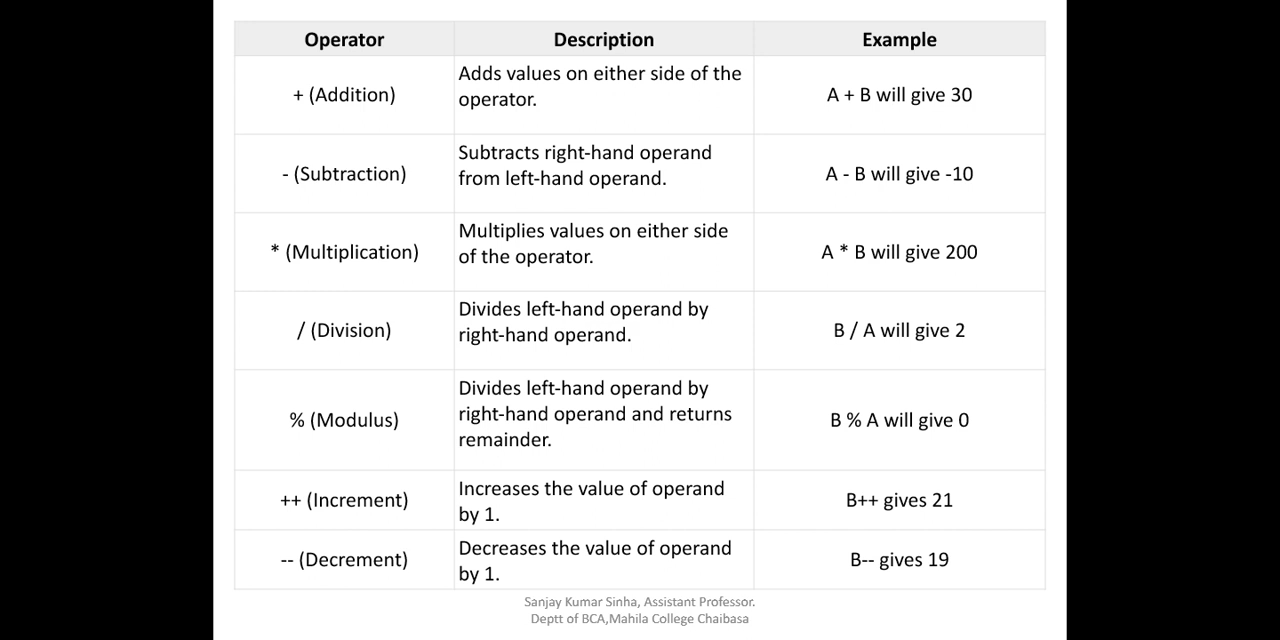 Operator Description Example
+ (Addition)
Adds values on either side of the
operator.
A + B will give 30
- (Subtraction)
Subtracts right-hand operand
from left-hand operand.
A - B will give -10
* (Multiplication)
Multiplies values on either side
of the operator.
A * B will give 200
/ (Division)
Divides left-hand operand by
right-hand operand.
B / A will give 2
% (Modulus)
Divides left-hand operand by
right-hand operand and returns
remainder.
B % A will give 0
++ (Increment)
Increases the value of operand
by 1.
B++ gives 21
-- (Decrement)
Decreases the value of operand
by 1.
B-- gives 19
Sanjay Kumar Sinha, Assistant Professor.
Deptt of BCA,Mahila College Chaibasa